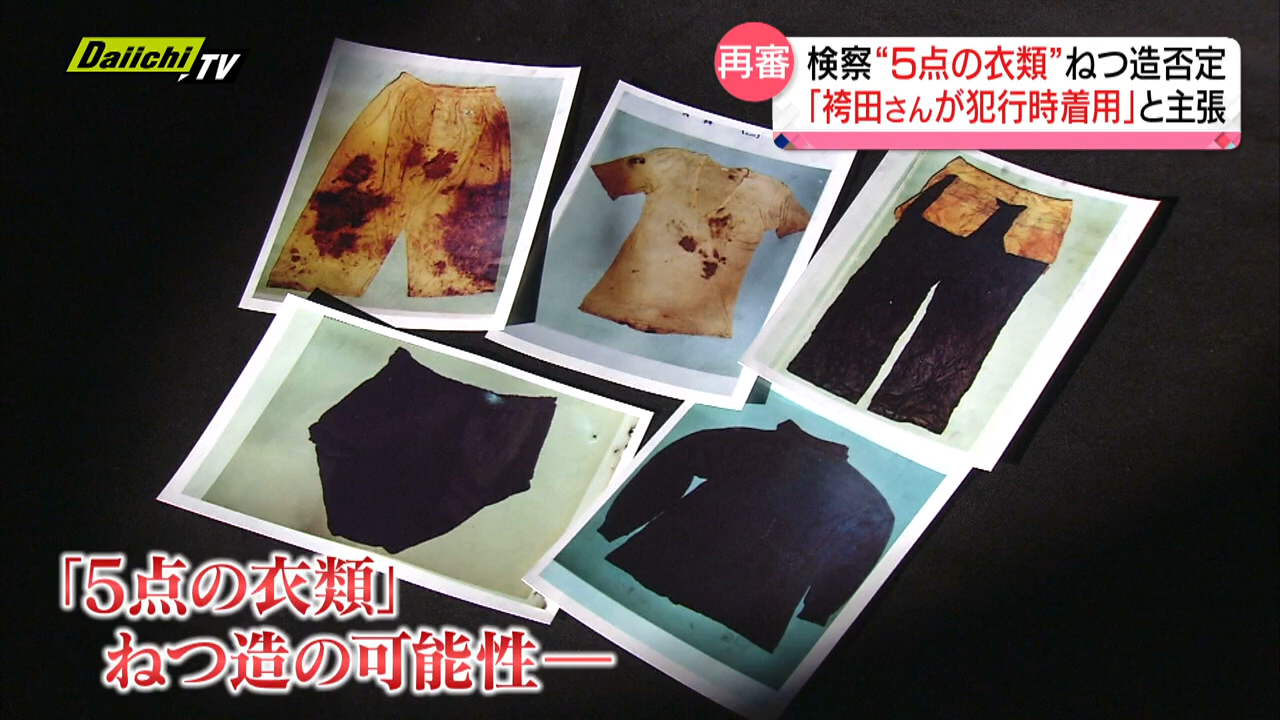 Daiichi-TV
再審
検察“5点の衣類”ねつ造否定
「袴田さんが犯行時着用」と主張
「5点の衣類」
ねつ造の可能性―